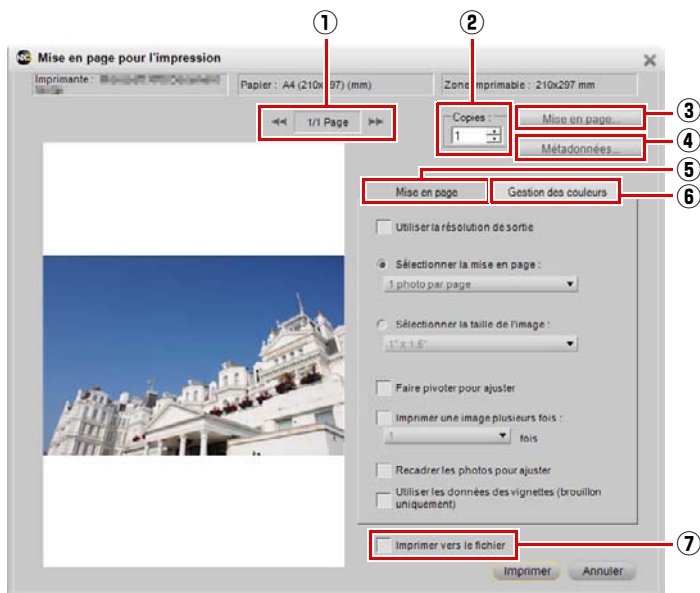 ① ②
Mise en page pour l'impression
Imprimante :
Papier : A4 (210x297) (mm)
Zone imprimable : 210x297 mm
1/1 Page
Copies :
1
Mise en page...
③
Métadonnées...
④
⑤
Mise en page
Gestion des couleurs
⑥
Utiliser la résolution de sortie
Sélectionner la mise en page :
1 photo par page
Sélectionner la taille de l'image :
1" x 1,5"
Faire pivoter pour ajuster
Imprimer une image plusieurs fois :
1 fois
Recadrer les photos pour ajuster
Utiliser les données des vignettes (brouillon
uniquement)
Imprimer vers le fichier
⑦
Imprimer Annuler